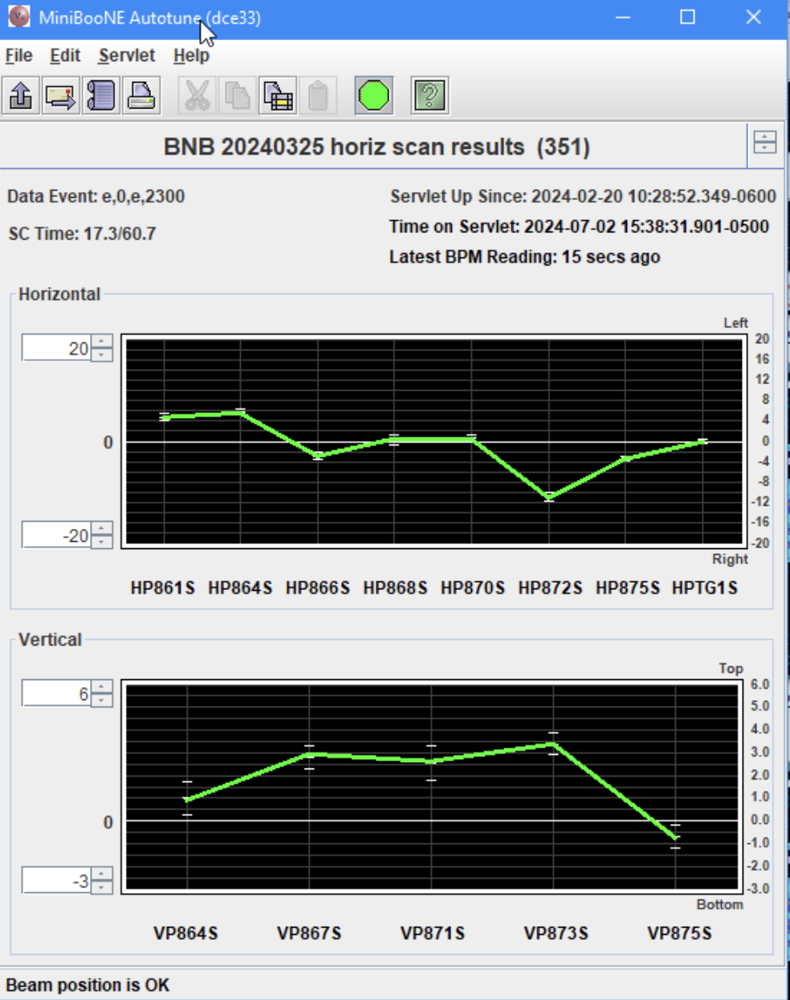 MiniBooNE Autotune (dce33)
File Edit Servlet Help
BNB 20240325 horiz scan results (351)
Data Event: e,0,e,2300
Servlet Up Since: 2024-02-20 10:28:52.349-0600
SC Time: 17.3/60.7
Time on Servlet: 2024-07-02 15:38:31.901-0500
Latest BPM Reading: 15 secs ago
Horizontal
Left
20
0
-20
20
16
12
8
4
0
-4
-8
-12
-16
-20
Right
HP861S HP864S HP866S HP868S HP870S HP872S HP875S HPTG1S
Vertical
Top
6
0
-3
6.0
5.0
4.0
3.0
2.0
1.0
0.0
-1.0
-2.0
-3.0
Bottom
VP864S VP867S VP871S VP873S VP875S
Beam position is OK